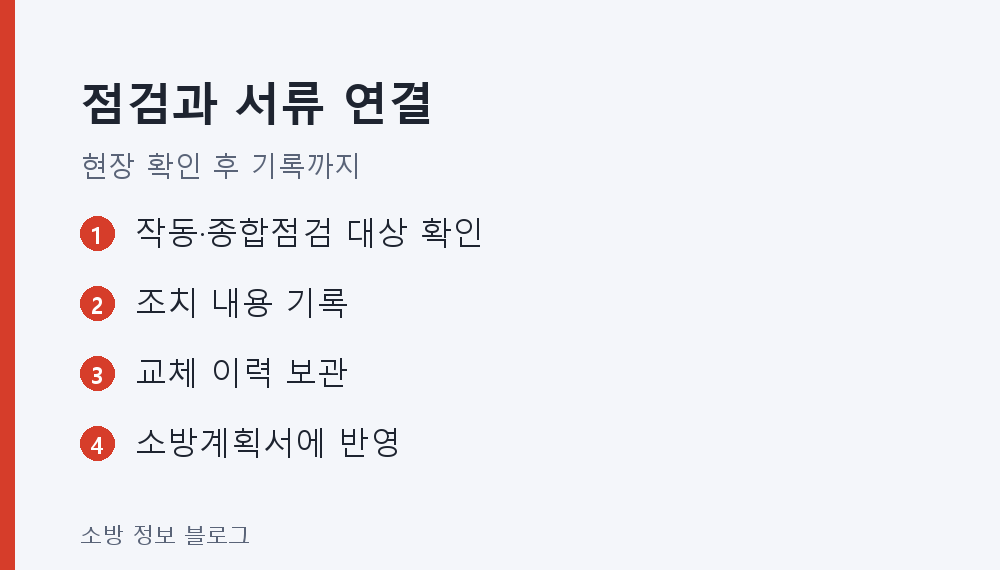 점검과 서류 연결
현장 확인 후 기록까지
1 작동·종합점검 대상 확인
2 조치 내용 기록
3 교체 이력 보관
4 소방계획서에 반영
소방 정보 블로그